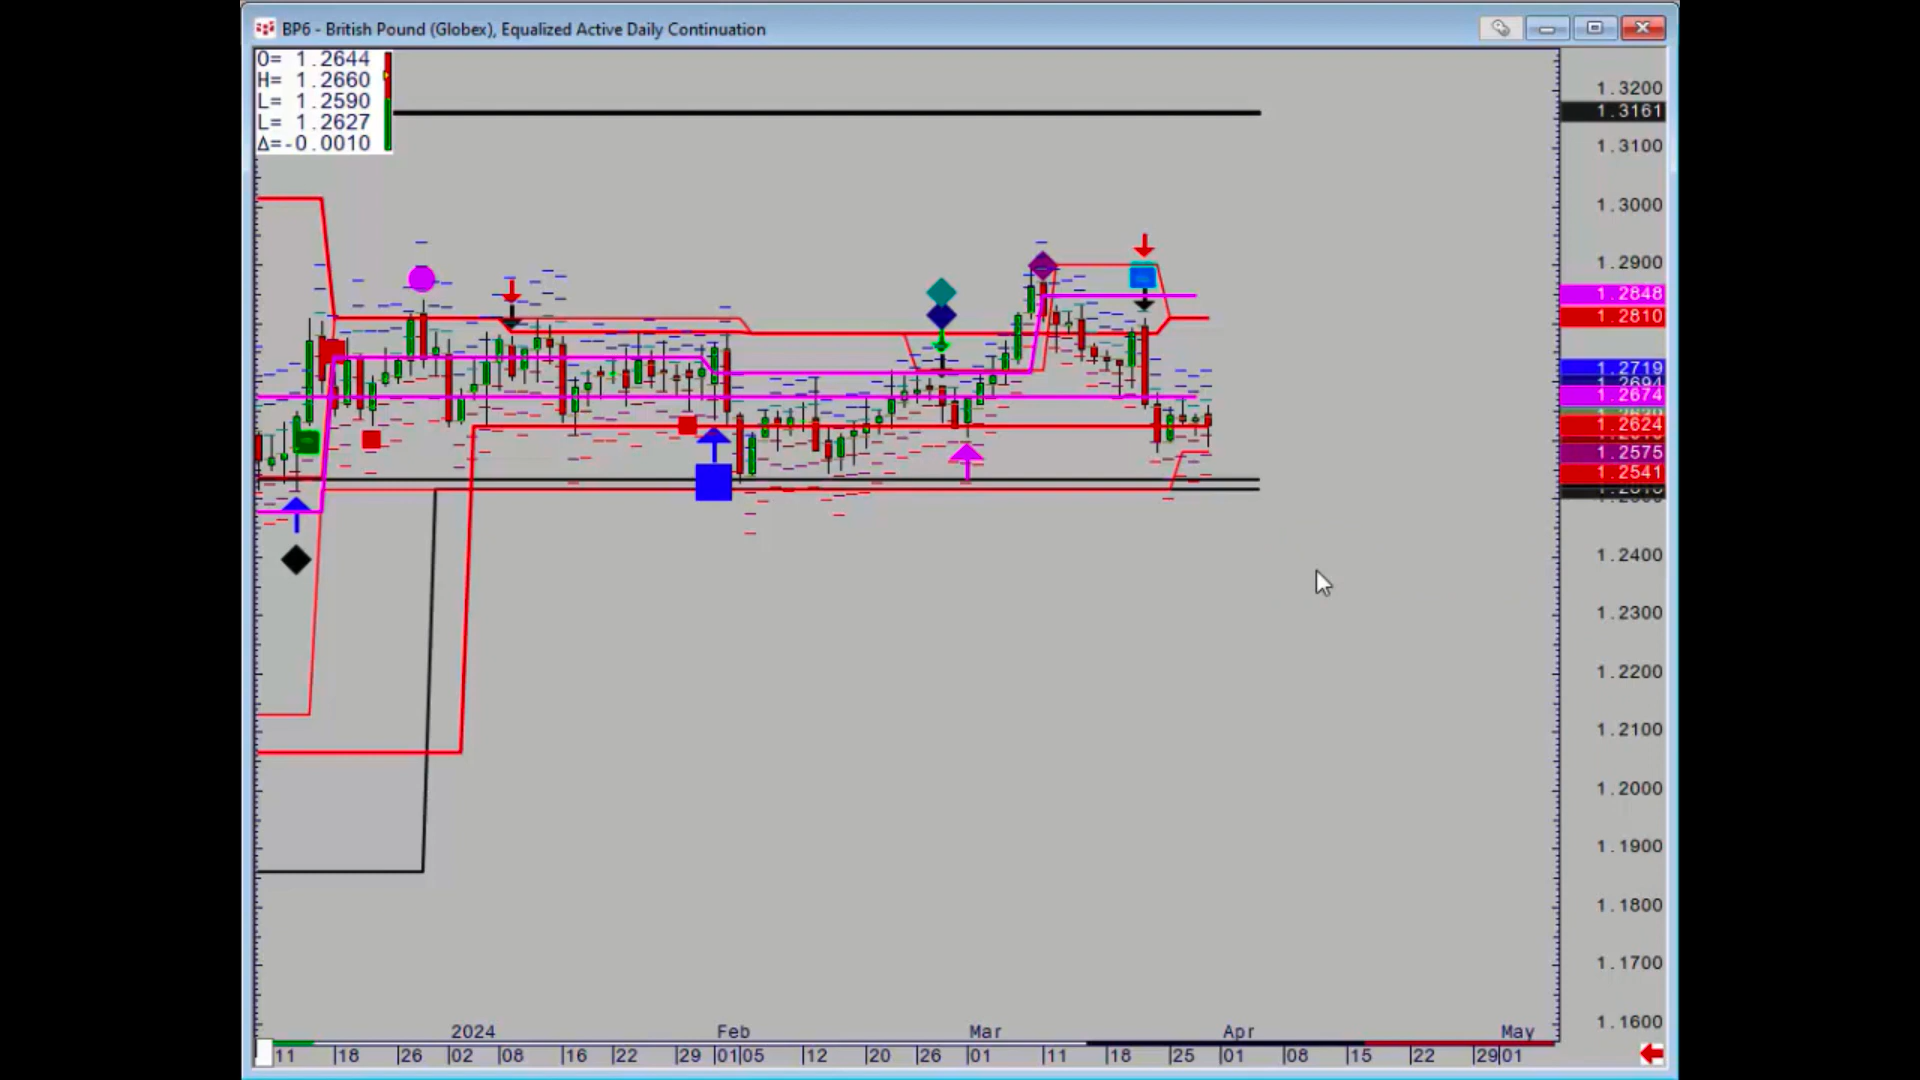 BP6 - British Pound (Globex), Equalized Active Daily Continuation
O= 1.2644
H= 1.2660
L= 1.2590
L= 1.2627
Δ=-0.0010
1.3200
1.3161
1.3100
1.3000
1.2900
1.2848
1.2810
1.2719
1.2694
1.2674
1.2624
1.2575
1.2541
1.2400
1.2300
1.2200
1.2100
1.2000
1.1900
1.1800
1.1700
1.1600
2024 Feb Mar Apr May
11 18 26 02 08 16 22 29 01 05 12 20 26 01 11 18 25 01 08 15 22 29 01